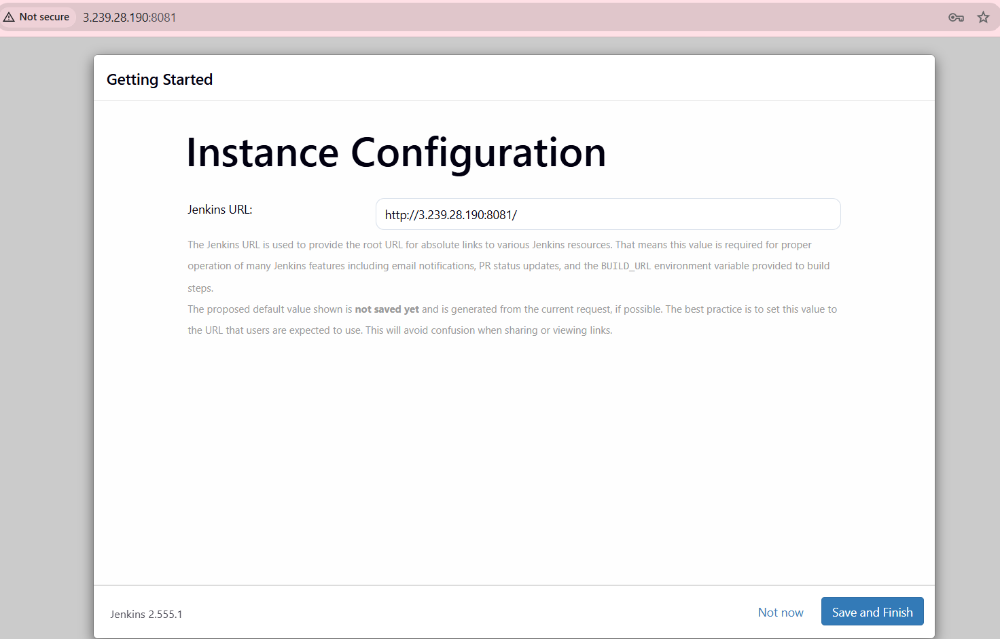 Not secure 3.239.28.190:8081
Getting Started
Instance Configuration
Jenkins URL: http://3.239.28.190:8081/
The Jenkins URL is used to provide the root URL for absolute links to various Jenkins resources. That means this value is required for proper
operation of many Jenkins features including email notifications, PR status updates, and the BUILD_URL environment variable provided to build
steps.
The proposed default value shown is not saved yet and is generated from the current request, if possible. The best practice is to set this value to
the URL that users are expected to use. This will avoid confusion when sharing or viewing links.
Jenkins 2.555.1 Not now Save and Finish